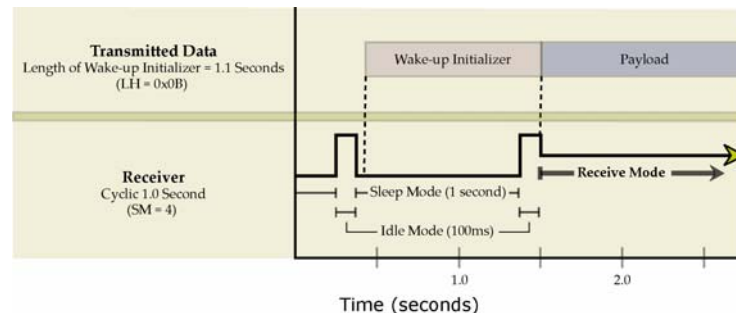 Transmitted Data
Length of Wake-up Initializer = 1.1 Seconds
(LH = 0x0B)
Wake-up Initializer
Payload
Receiver
Cyclic 1.0 Second
(SM = 4)
Sleep Mode (1 second)
Receive Mode
Idle Mode (100ms)
1.0
2.0
Time (seconds)